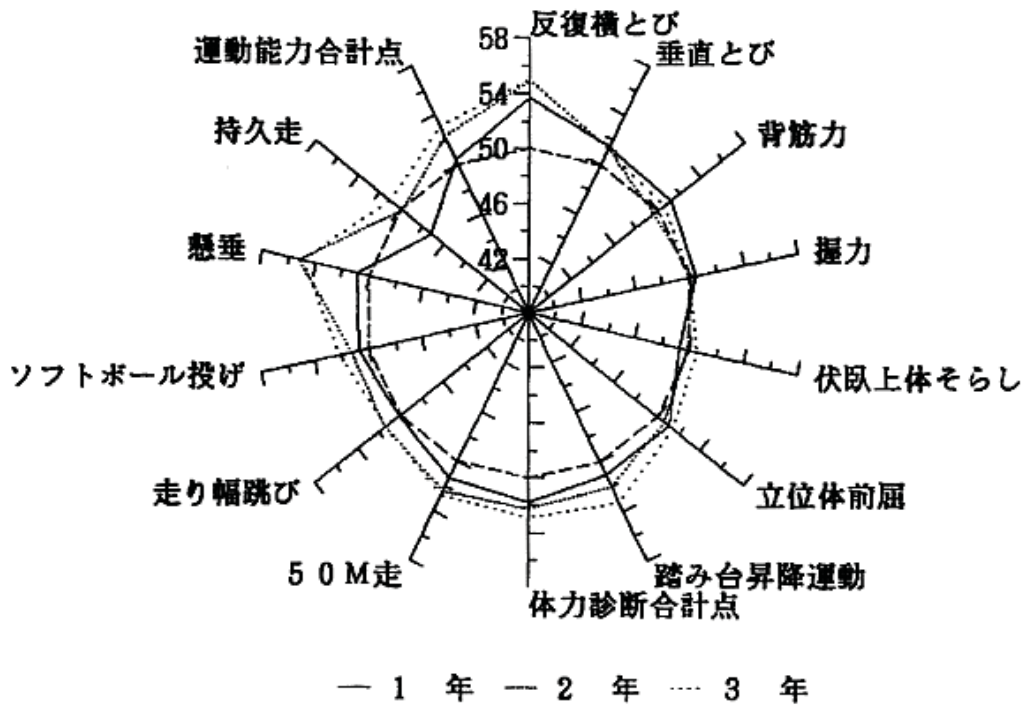 反復横とび
垂直とび
背筋力
握力
伏臥上体そらし
立位体前屈
踏み台昇降運動
体力診断合計点
50M走
走り幅跳び
ソフトボール投げ
懸垂
持久走
運動能力合計点
58
54
50
46
42
— 1 年 --- 2 年 ···· 3 年